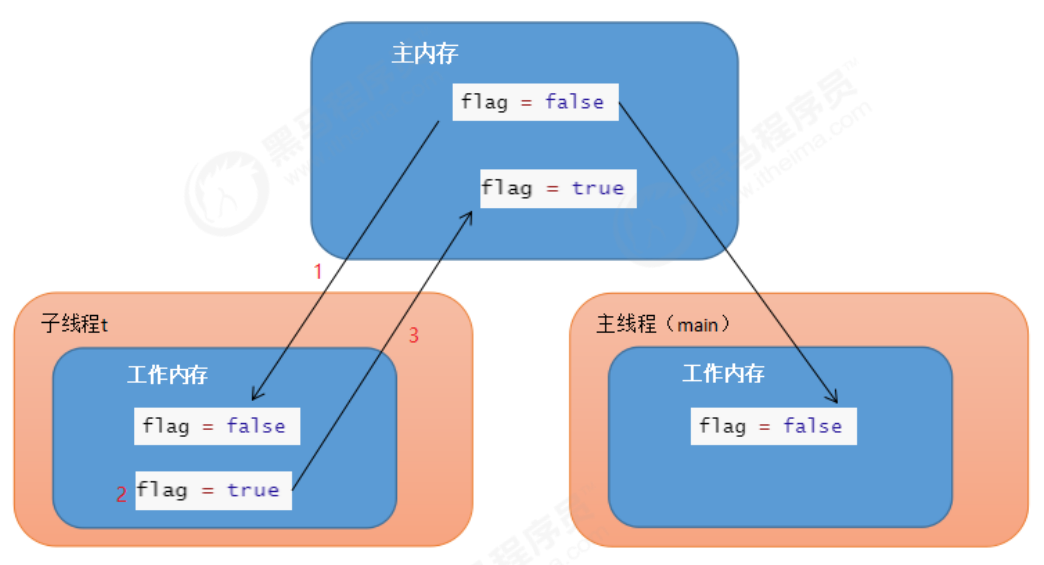 主内存
flag = false
flag = true
1
3
子线程t
工作内存
flag = false
2 flag = true
主线程（main）
工作内存
flag = false
黑马程序员
www.itheima.com